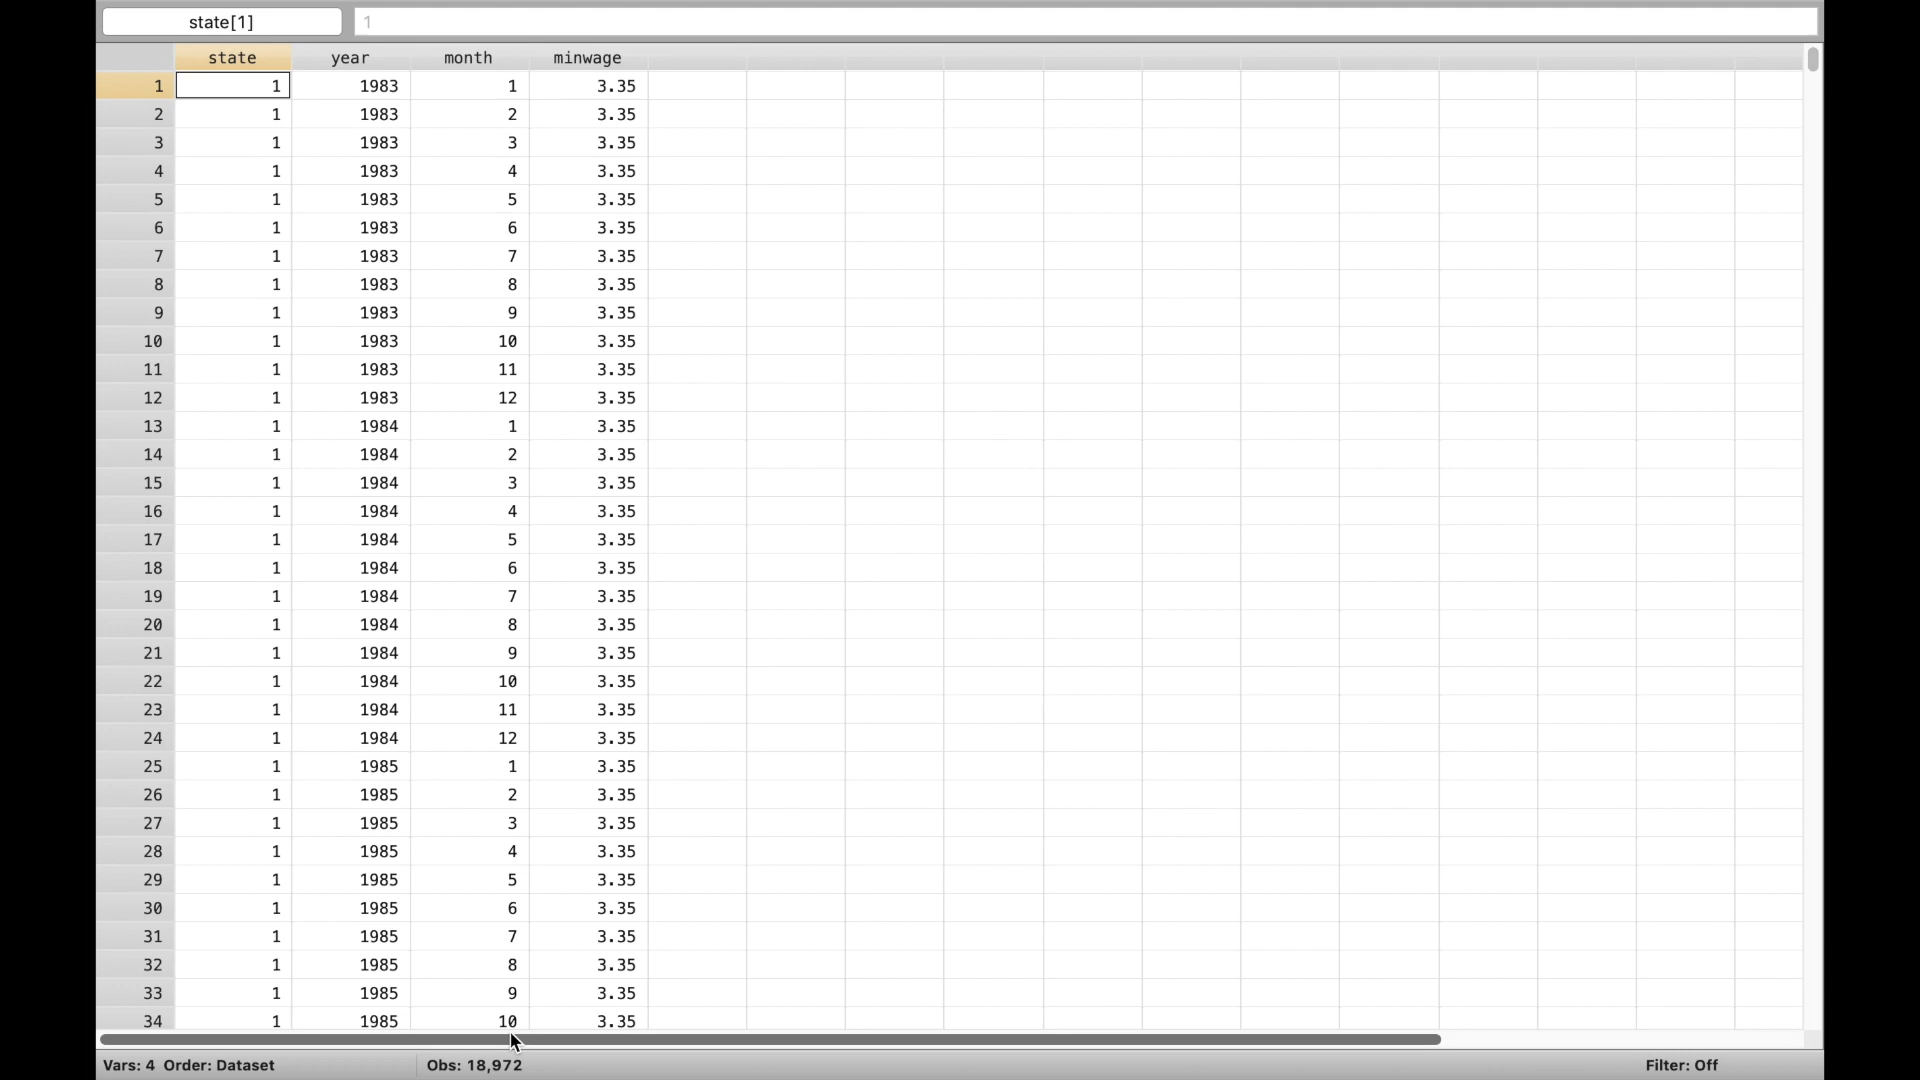 state[1] 1
state year month minwage
1 1 1983 1 3.35
2 1 1983 2 3.35
3 1 1983 3 3.35
4 1 1983 4 3.35
5 1 1983 5 3.35
6 1 1983 6 3.35
7 1 1983 7 3.35
8 1 1983 8 3.35
9 1 1983 9 3.35
10 1 1983 10 3.35
11 1 1983 11 3.35
12 1 1983 12 3.35
13 1 1984 1 3.35
14 1 1984 2 3.35
15 1 1984 3 3.35
16 1 1984 4 3.35
17 1 1984 5 3.35
18 1 1984 6 3.35
19 1 1984 7 3.35
20 1 1984 8 3.35
21 1 1984 9 3.35
22 1 1984 10 3.35
23 1 1984 11 3.35
24 1 1984 12 3.35
25 1 1985 1 3.35
26 1 1985 2 3.35
27 1 1985 3 3.35
28 1 1985 4 3.35
29 1 1985 5 3.35
30 1 1985 6 3.35
31 1 1985 7 3.35
32 1 1985 8 3.35
33 1 1985 9 3.35
34 1 1985 10 3.35
Vars: 4 Order: Dataset Obs: 18,972 Filter: Off